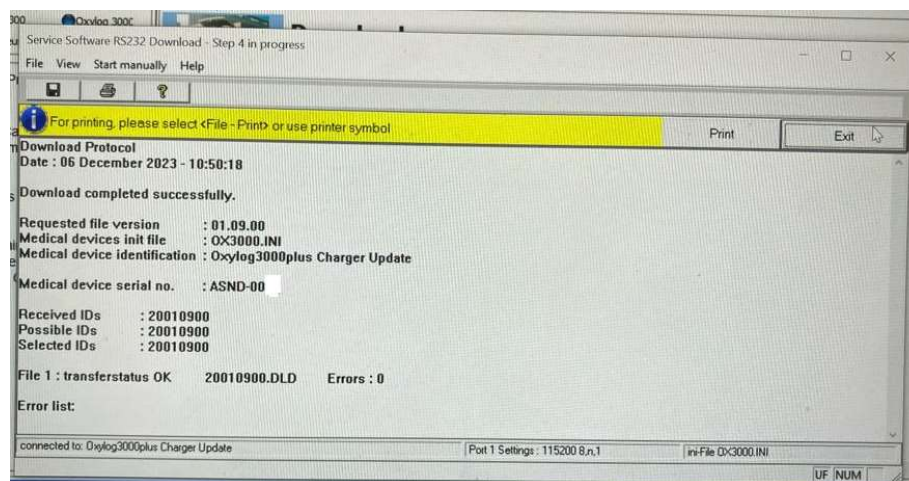 Oxylog 300C
Service Software RS232 Download - Step 4 in progress
File View Start manually Help
For printing, please select <File - Print> or use printer symbol
Print
Exit
Download Protocol
Date : 06 December 2023 - 10:50:18
Download completed successfully.
Requested file version : 01.09.00
Medical devices init file : OX3000.INI
Medical device identification : Oxylog3000plus Charger Update
Medical device serial no. : ASND-00
Received IDs : 20010900
Possible IDs : 20010900
Selected IDs : 20010900
File 1 : transferstatus OK 20010900.DLD Errors : 0
Error list:
connected to: Oxylog3000plus Charger Update
Port 1 Settings : 115200 8,n,1
ini-File OX3000.INI
UF NUM